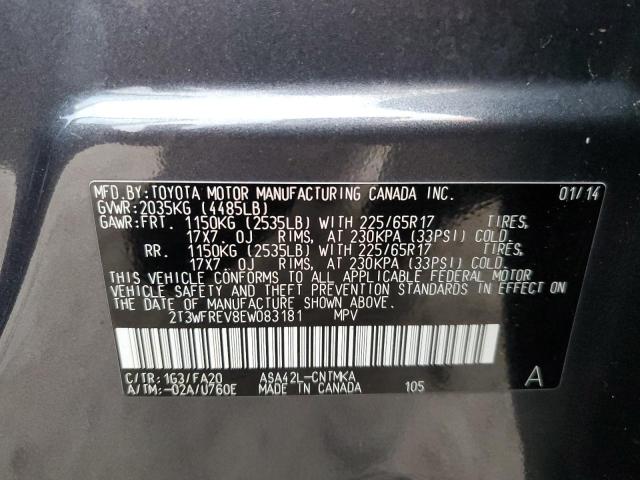 MFD.BY:TOYOTA MOTOR MANUFACTURING CANADA INC. 01/14
GVWR:2035KG (4485LB)
GAWR:FRT. 1150KG (2535LB) WITH 225/65R17 TIRES,
17X7.0J RIMS, AT 230KPA (33PSI) COLD
RR. 1150KG (2535LB) WITH 225/65R17 TIRES,
17X7.0J RIMS, AT 230KPA (33PSI) COLD
THIS VEHICLE CONFORMS TO ALL APPLICABLE FEDERAL MOTOR
VEHICLE SAFETY AND THEFT PREVENTION STANDARDS IN EFFECT ON
THE DATE OF MANUFACTURE SHOWN ABOVE.
2T3WFREV8EW083181 MPV
C/TR:1G3/FA20 ASA42L-CNTMKA A
A/TM:-02A/U760E MADE IN CANADA 105